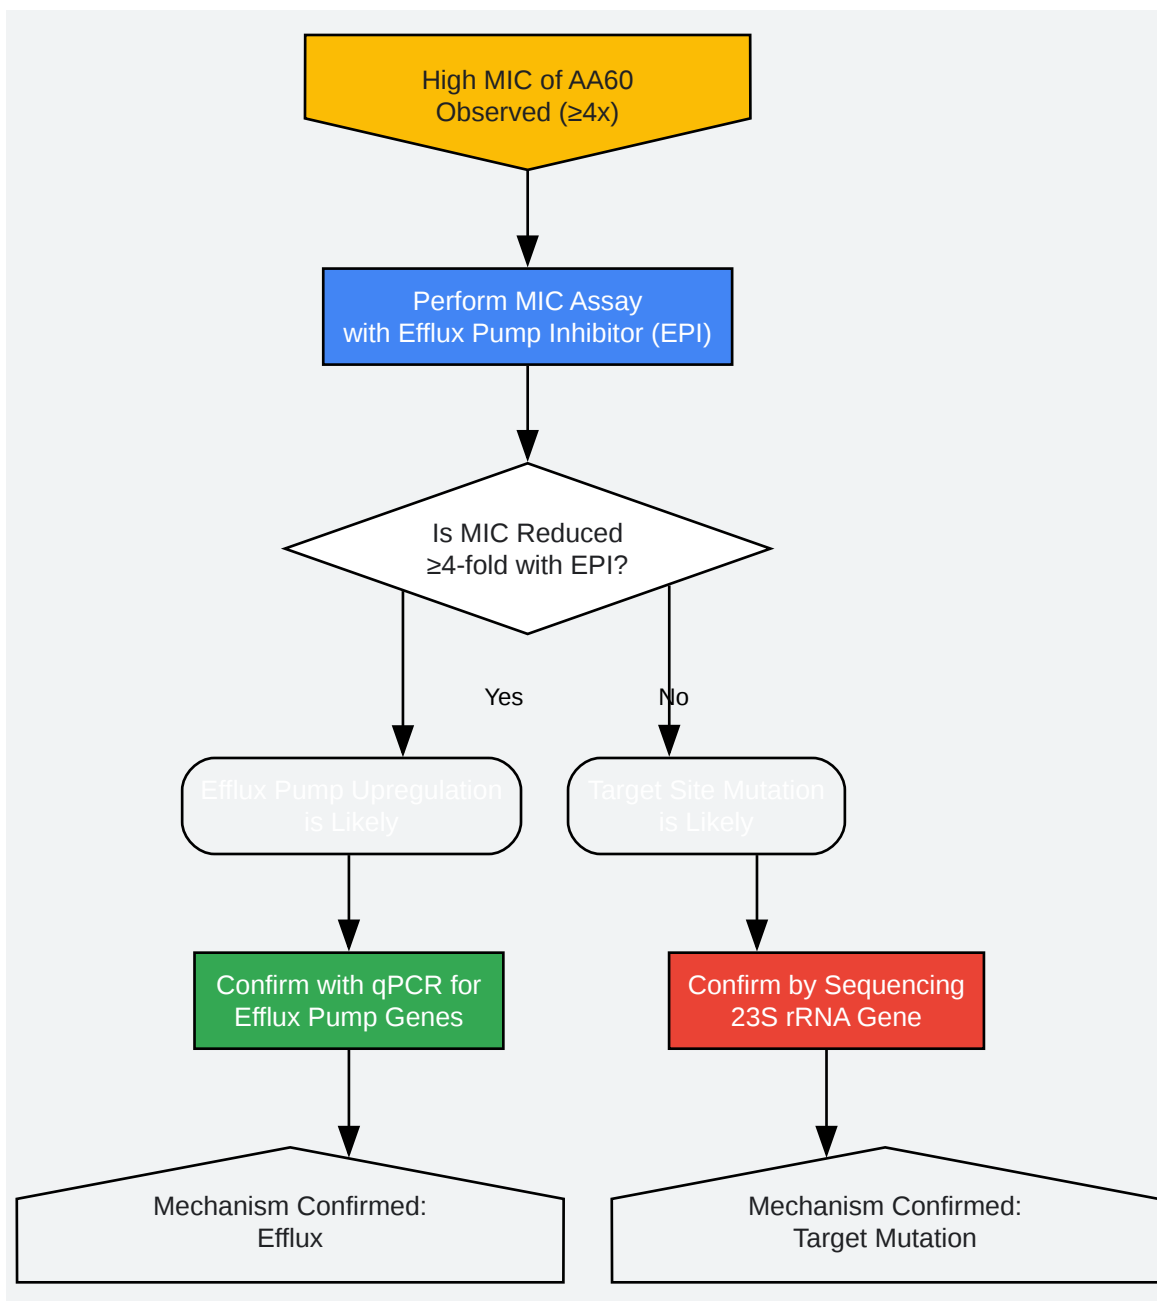 High MIC of AA60
Observed (≥4x)
Perform MIC Assay
with Efflux Pump Inhibitor (EPI)
Is MIC Reduced
≥4-fold with EPI?
Yes
No
Efflux Pump Upregulation
is Likely
Target Site Mutation
is Likely
Confirm with qPCR for
Efflux Pump Genes
Confirm by Sequencing
23S rRNA Gene
Mechanism Confirmed:
Efflux
Mechanism Confirmed:
Target Mutation